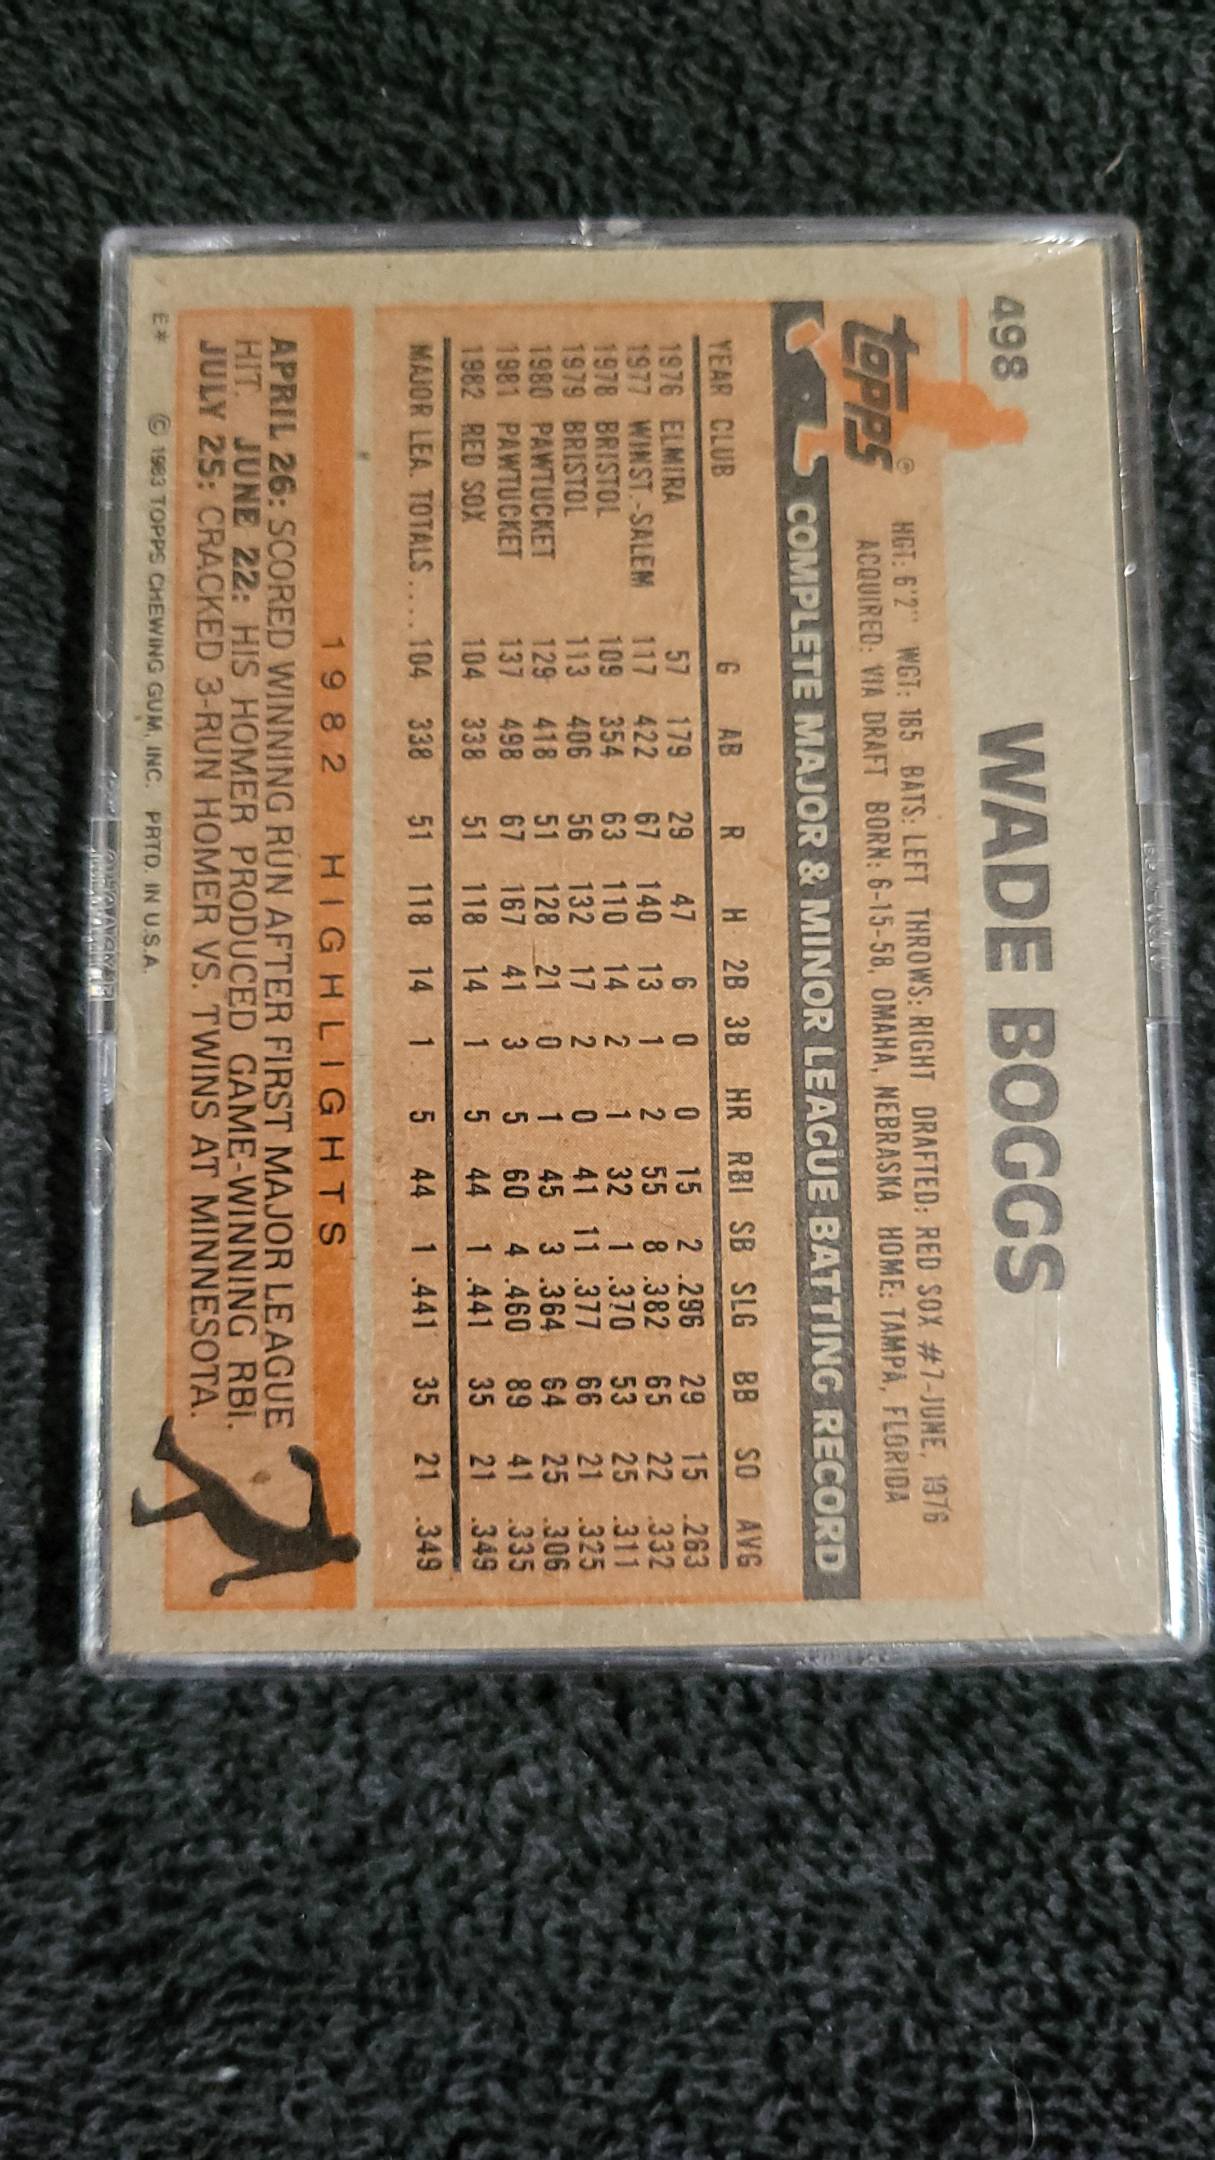 498 WADE BOGGS
topps®
HGT: 6'2" WGT: 185 BATS: LEFT THROWS: RIGHT DRAFTED: RED SOX #7-JUNE, 1976
ACQUIRED: VIA DRAFT BORN: 6-15-58, OMAHA, NEBRASKA HOME: TAMPA, FLORIDA
COMPLETE MAJOR & MINOR LEAGUE BATTING RECORD
YEAR CLUB G AB R H 2B 3B HR RBI SB SLG BB SO AVG
1976 ELMIRA 57 179 29 47 6 0 0 15 2 .296 29 15 .263
1977 WINST.-SALEM 117 422 67 140 13 1 2 55 8 .382 65 22 .332
1978 BRISTOL 109 354 63 110 14 2 1 32 1 .370 53 25 .311
1979 BRISTOL 113 406 56 132 17 2 0 41 11 .377 66 21 .325
1980 PAWTUCKET 129 418 51 128 21 0 1 45 3 .364 64 25 .306
1981 PAWTUCKET 137 498 67 167 41 3 5 60 4 .460 89 41 .335
1982 RED SOX 104 338 51 118 14 1 5 44 1 .441 35 21 .349
MAJOR LEA. TOTALS.... 104 338 51 118 14 1 5 44 1 .441 35 21 .349
1982 HIGHLIGHTS
APRIL 26: SCORED WINNING RUN AFTER FIRST MAJOR LEAGUE
HIT. JUNE 22: HIS HOMER PRODUCED GAME-WINNING RBI.
JULY 25: CRACKED 3-RUN HOMER VS. TWINS AT MINNESOTA.
E* © 1983 TOPPS CHEWING GUM, INC. PRTD. IN U.S.A.